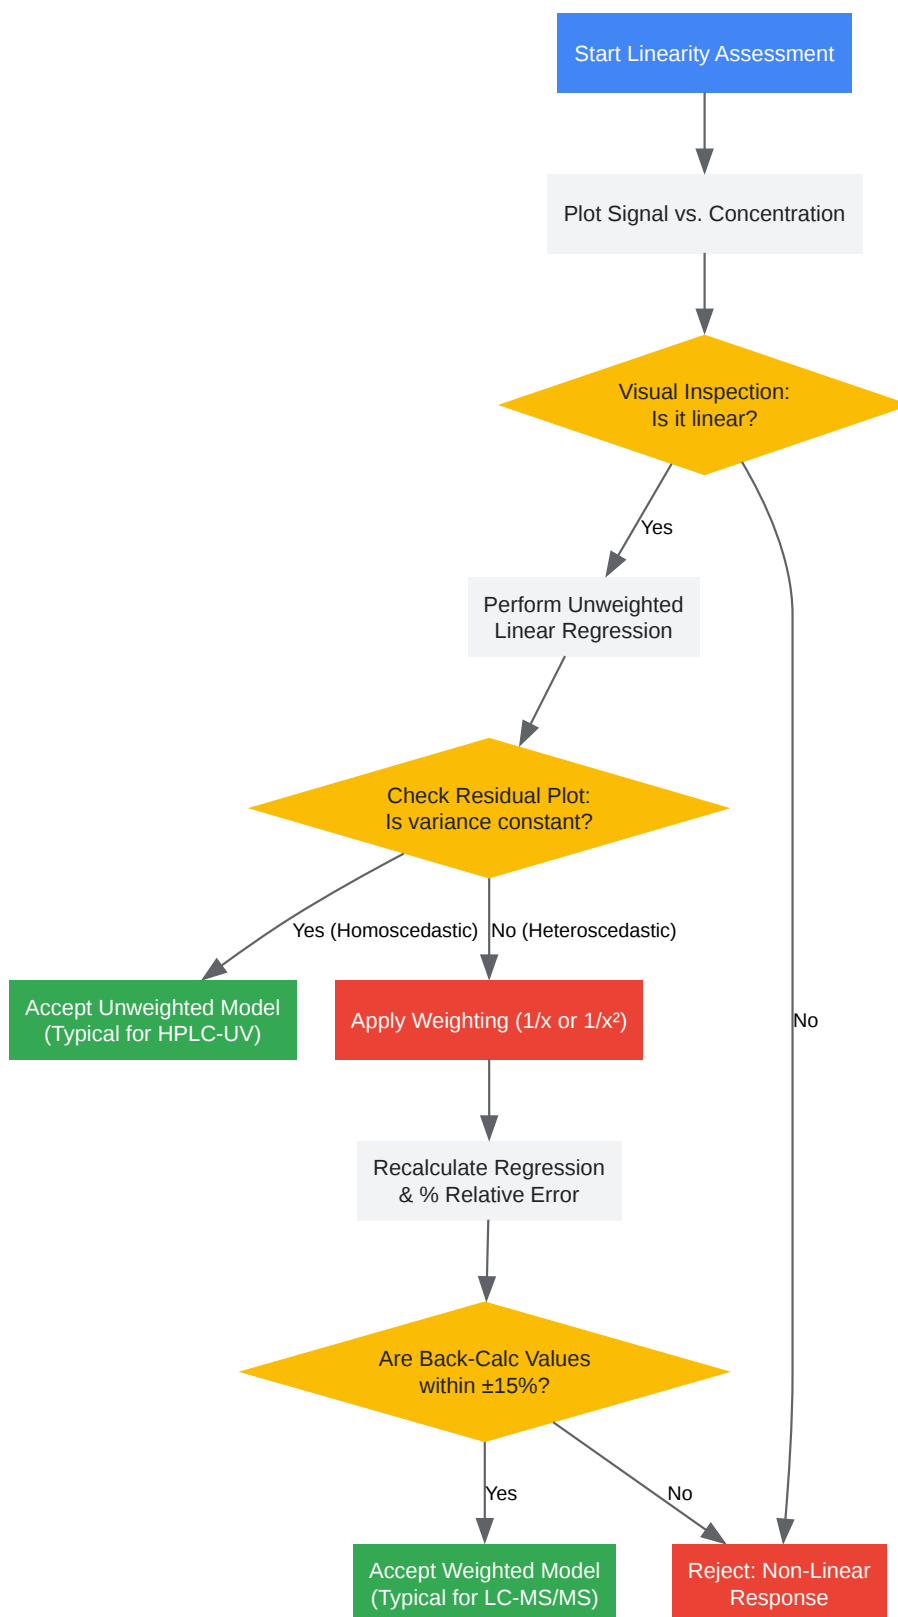 Start Linearity Assessment
Plot Signal vs. Concentration
Visual Inspection:
Is it linear?
Yes
Perform Unweighted
Linear Regression
Check Residual Plot:
Is variance constant?
Yes (Homoscedastic)
No (Heteroscedastic)
Accept Unweighted Model
(Typical for HPLC-UV)
Apply Weighting (1/x or 1/x²)
No
Recalculate Regression
& % Relative Error
Are Back-Calc Values
within ±15%?
Yes
No
Accept Weighted Model
(Typical for LC-MS/MS)
Reject: Non-Linear
Response